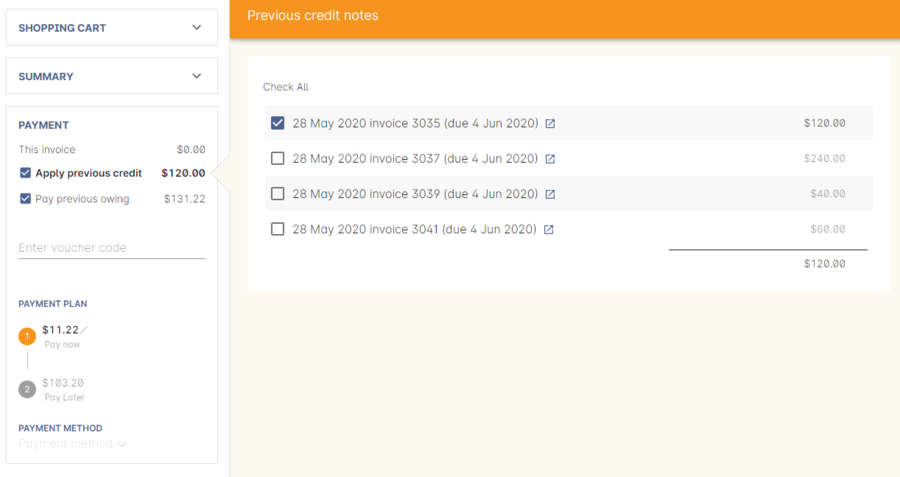 SHOPPING CART
SUMMARY
PAYMENT
This invoice $0.00
Apply previous credit $120.00
Pay previous owing $131.22
Enter voucher code
PAYMENT PLAN
1 $11.22
Pay now
2 $103.20
Pay Later
PAYMENT METHOD
Payment method
Previous credit notes
Check All
28 May 2020 invoice 3035 (due 4 Jun 2020) $120.00
28 May 2020 invoice 3037 (due 4 Jun 2020) $240.00
28 May 2020 invoice 3039 (due 4 Jun 2020) $40.00
28 May 2020 invoice 3041 (due 4 Jun 2020) $60.00
$120.00